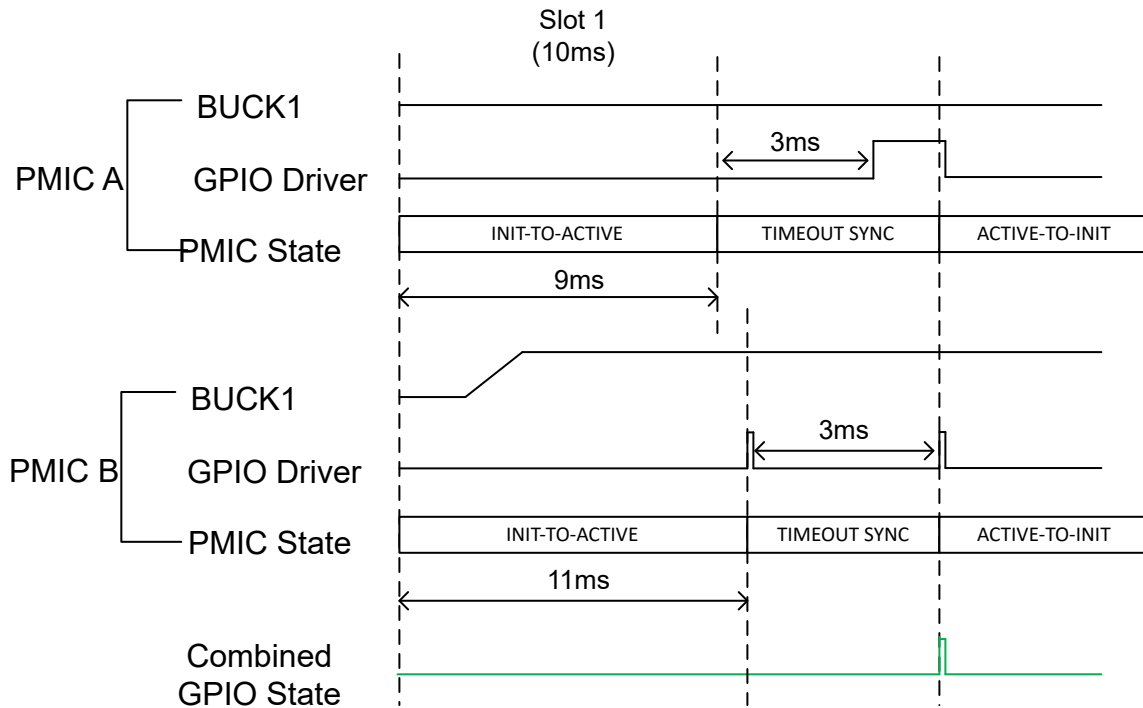 Slot 1
(10ms)
BUCK1
3ms
PMIC A
GPIO Driver
PMIC State
INIT-TO-ACTIVE
TIMEOUT SYNC
ACTIVE-TO-INIT
9ms
BUCK1
3ms
PMIC B
GPIO Driver
PMIC State
INIT-TO-ACTIVE
TIMEOUT SYNC
ACTIVE-TO-INIT
11ms
Combined
GPIO State